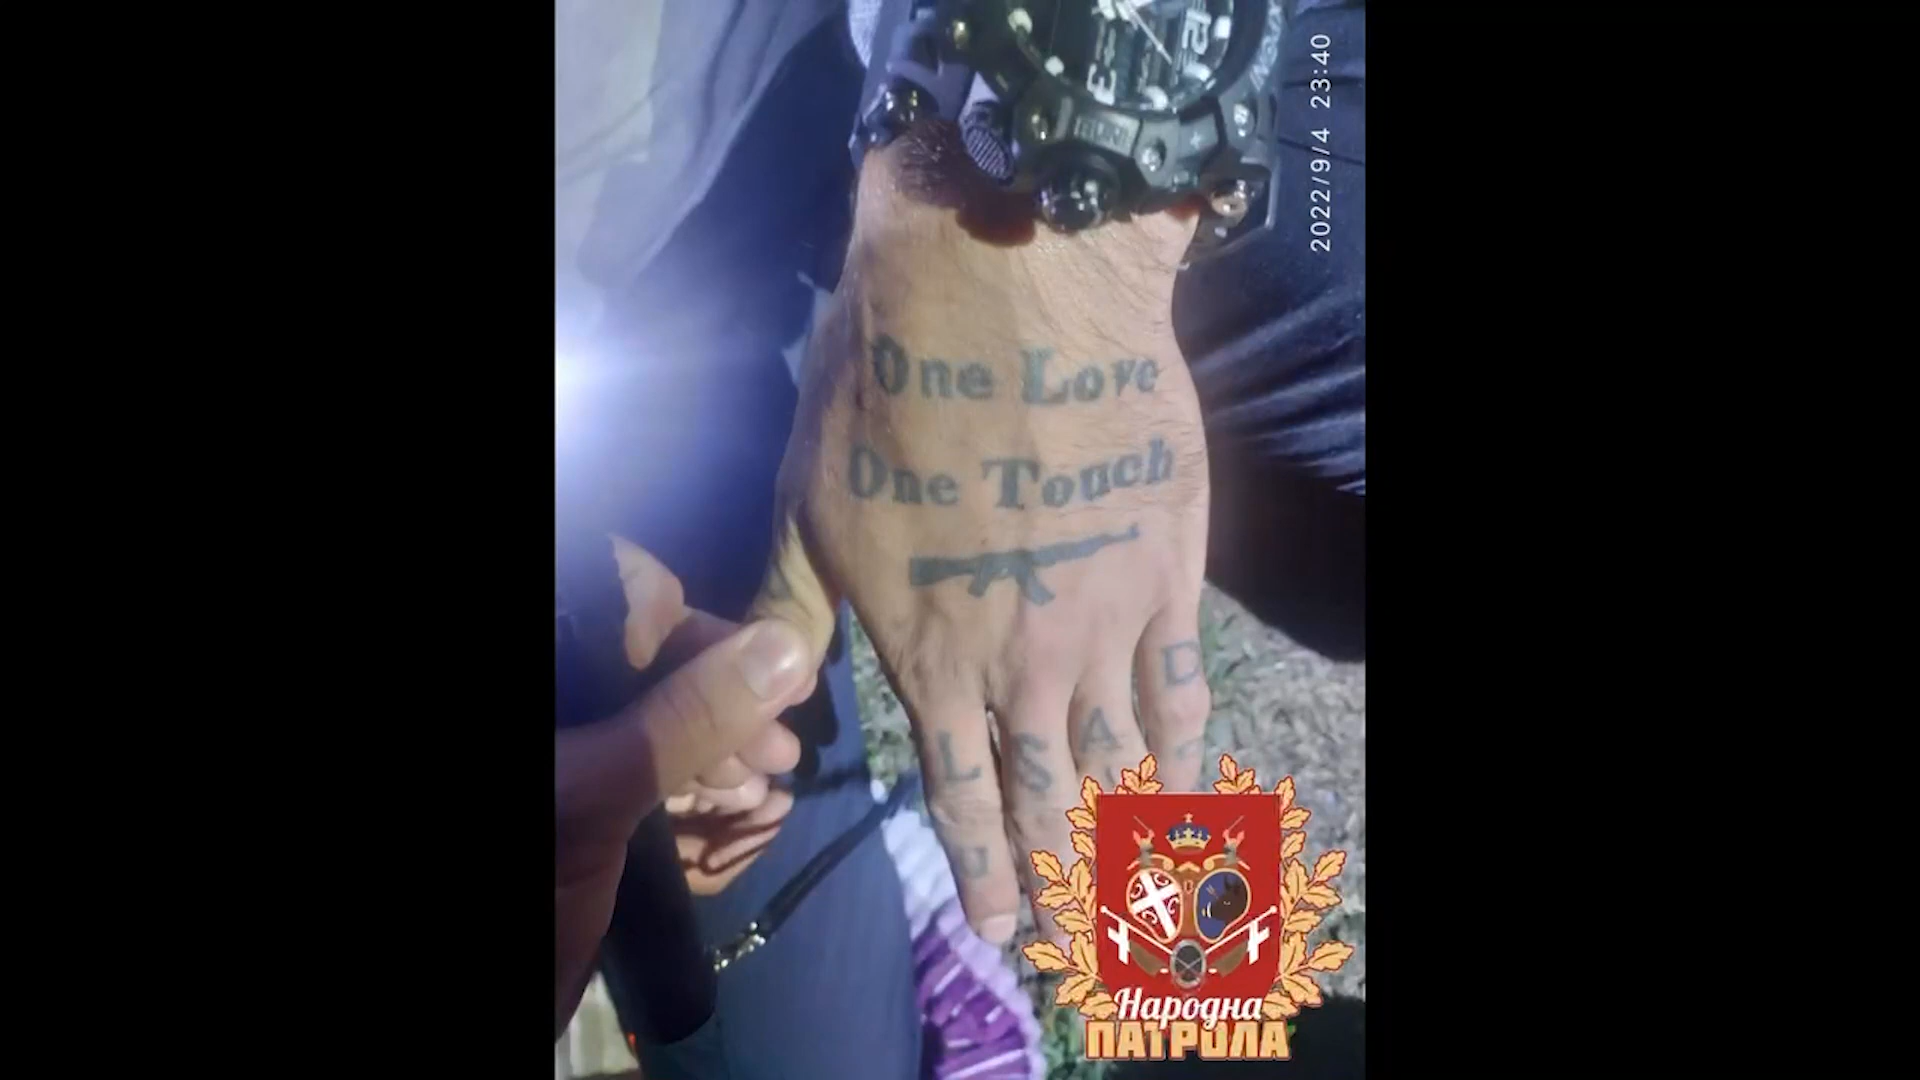 2022/9/4 23:40
One Love
One Touch
L $ A D
Народна
ПАТРОЛА